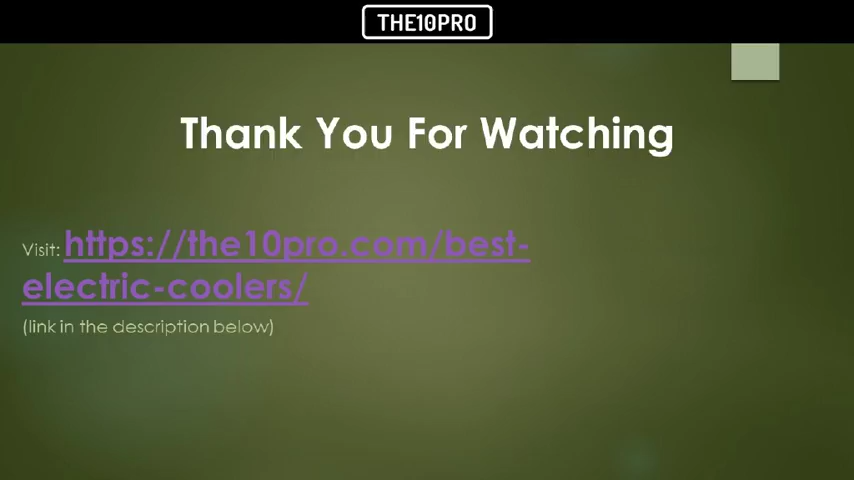 THE10PRO
Thank You For Watching
Visit: https://the10pro.com/best-
electric-coolers/
(link in the description below)